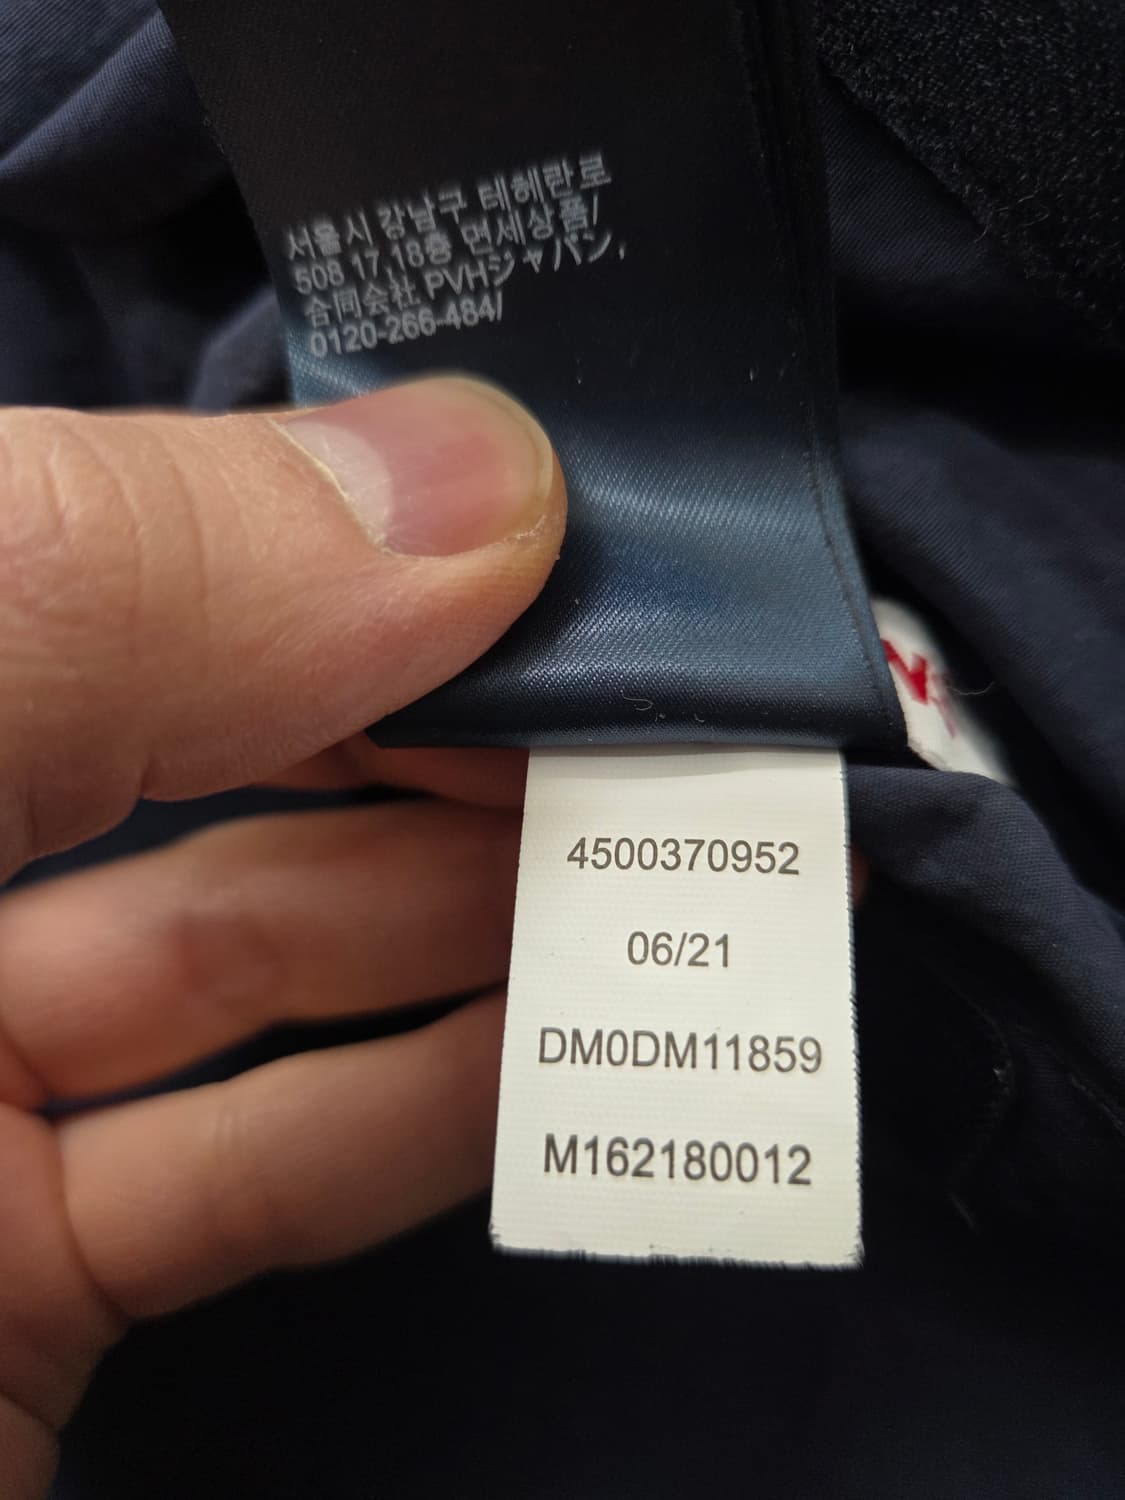 서울시 강남구 테헤란로
508 17,18층 면세상품/
合同会社 PVHジャパン,
0120-266-484/
4500370952
06/21
DM0DM11859
M162180012